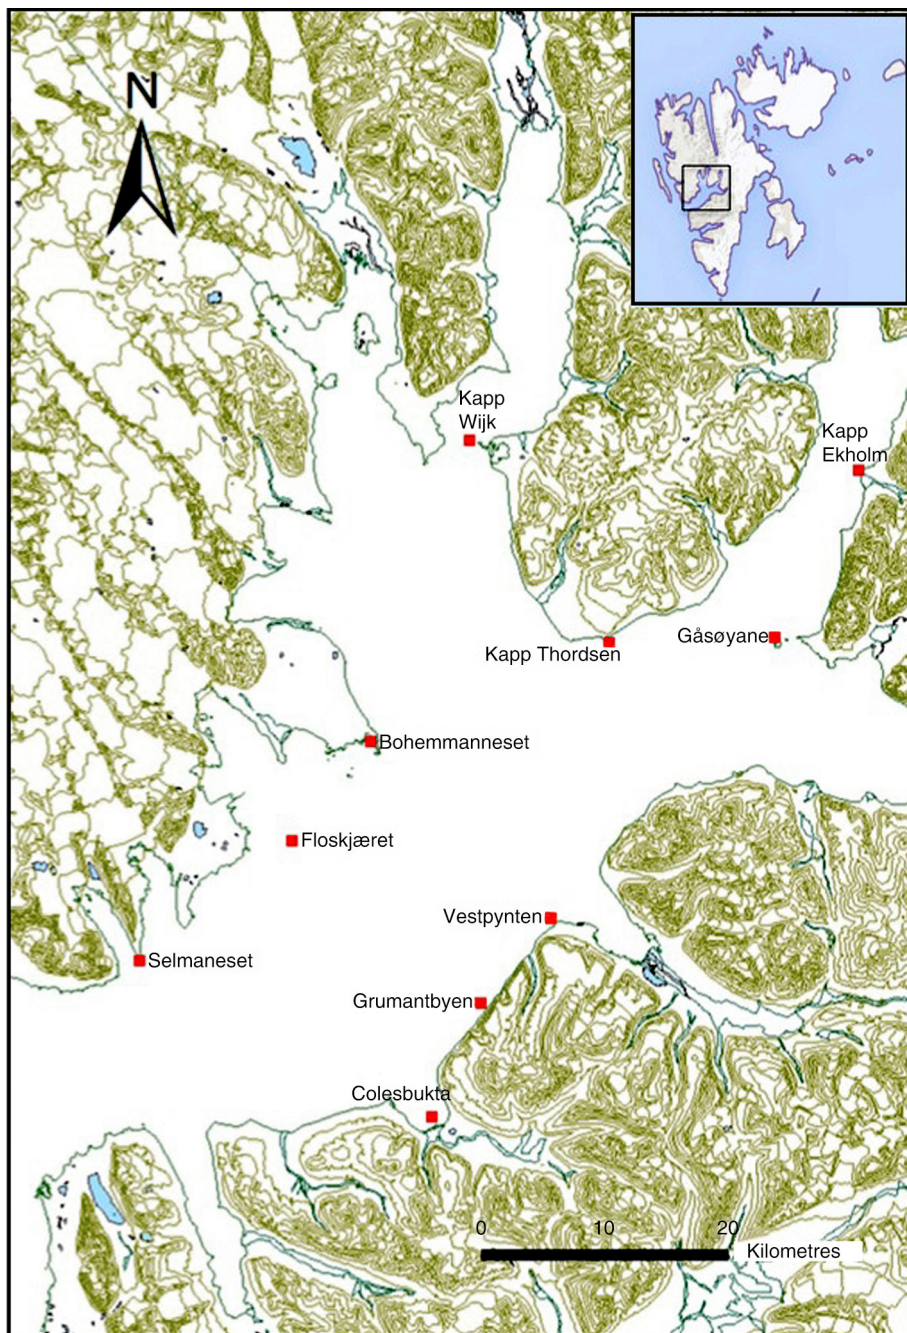 N
Kapp
Wijk
Kapp
Ekholm
Gåsøyane
Kapp Thordsen
Bohemmanneset
Floskjæret
Vestpynten
Selmaneset
Grumantbyen
Colesbukta
0 10 20
Kilometres